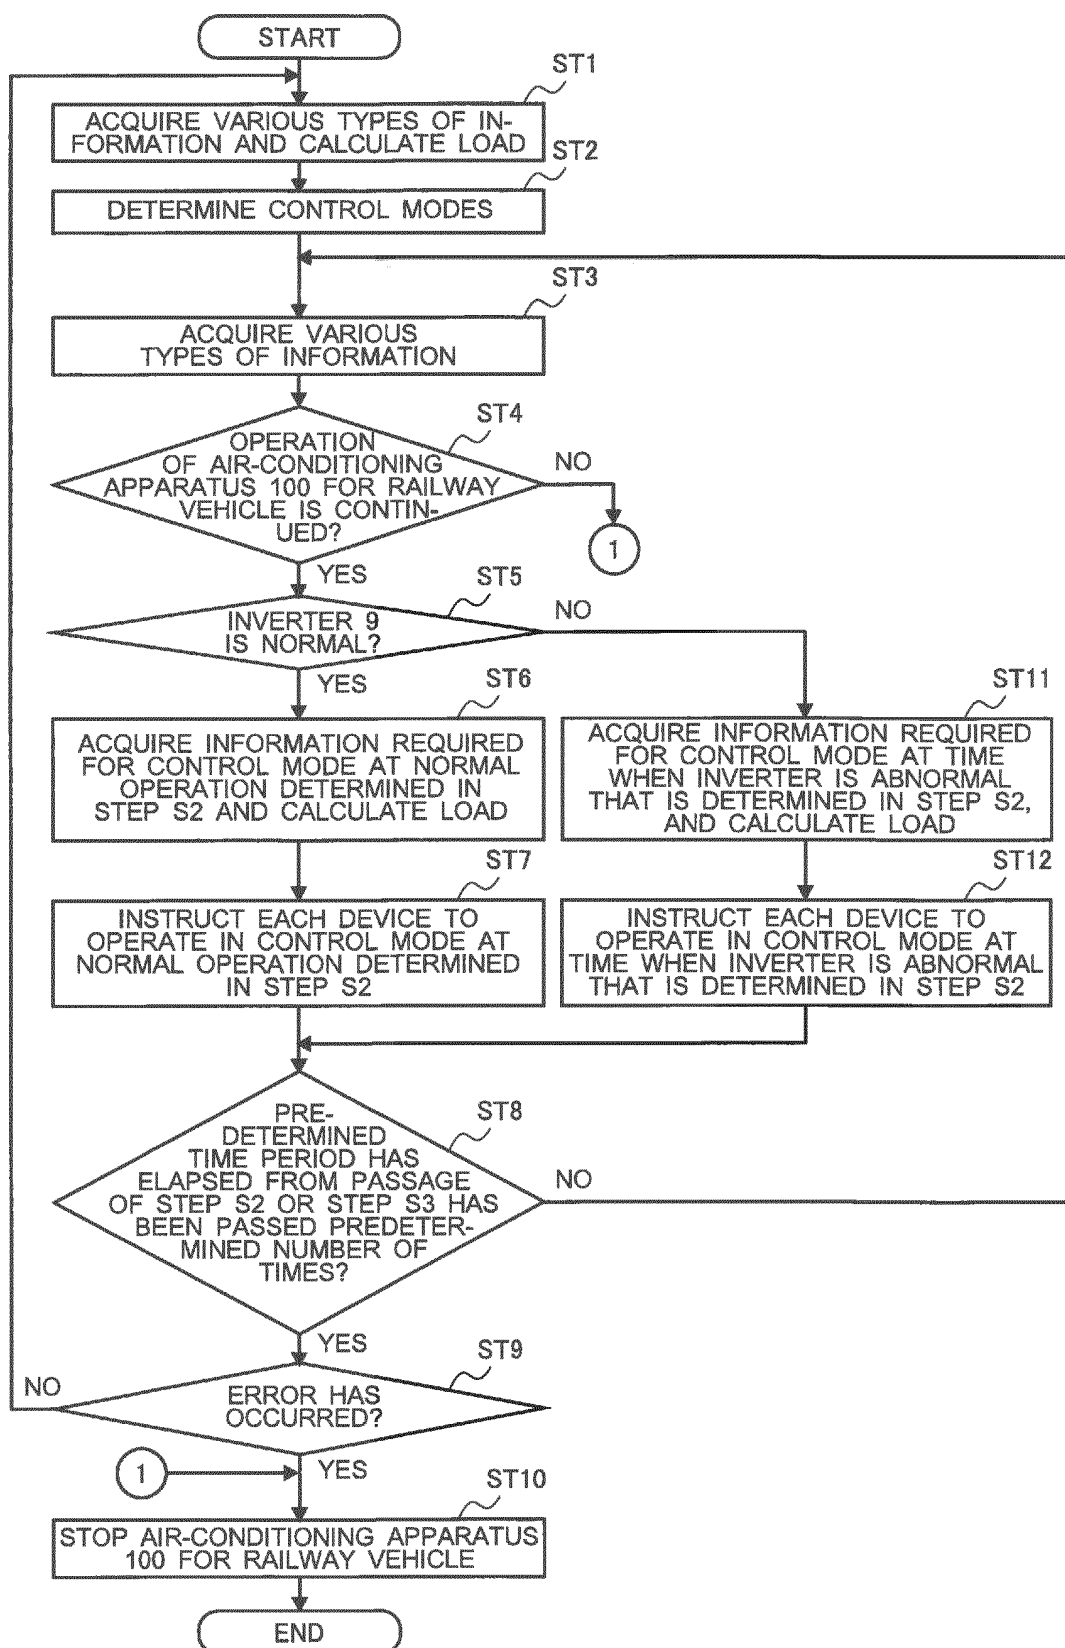 START
ST1
ACQUIRE VARIOUS TYPES OF IN-
FORMATION AND CALCULATE LOAD
ST2
DETERMINE CONTROL MODES
ST3
ACQUIRE VARIOUS
TYPES OF INFORMATION
ST4
OPERATION
OF AIR-CONDITIONING
APPARATUS 100 FOR RAILWAY
VEHICLE IS CONTIN-
UED?
NO
1
YES
ST5
INVERTER 9
IS NORMAL?
NO
YES
ST6
ACQUIRE INFORMATION REQUIRED
FOR CONTROL MODE AT NORMAL
OPERATION DETERMINED IN
STEP S2 AND CALCULATE LOAD
ST11
ACQUIRE INFORMATION REQUIRED
FOR CONTROL MODE AT TIME
WHEN INVERTER IS ABNORMAL
THAT IS DETERMINED IN STEP S2,
AND CALCULATE LOAD
ST7
INSTRUCT EACH DEVICE TO
OPERATE IN CONTROL MODE AT
NORMAL OPERATION DETERMINED
IN STEP S2
ST12
INSTRUCT EACH DEVICE TO
OPERATE IN CONTROL MODE AT
TIME WHEN INVERTER IS ABNORMAL
THAT IS DETERMINED IN STEP S2
ST8
PRE-
DETERMINED
TIME PERIOD HAS
ELAPSED FROM PASSAGE
OF STEP S2 OR STEP S3 HAS
BEEN PASSED PREDETER-
MINED NUMBER OF
TIMES?
NO
YES
ST9
ERROR HAS
OCCURRED?
NO
YES
1
ST10
STOP AIR-CONDITIONING APPARATUS
100 FOR RAILWAY VEHICLE
END